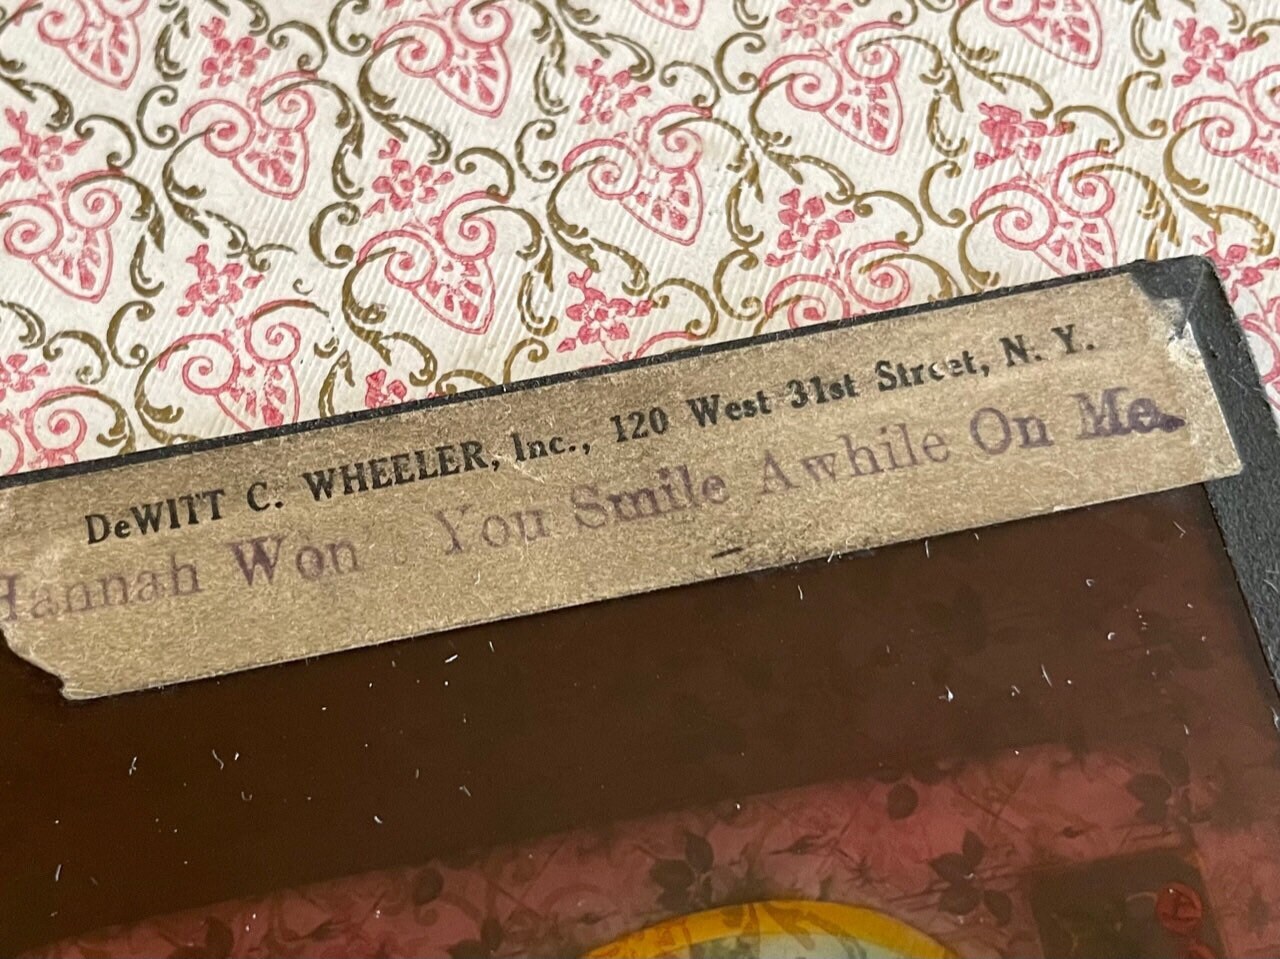 DeWITT C. WHEELER, Inc., 120 West 31st Street, N. Y.
Hannah Won You Smile Awhile On Me.